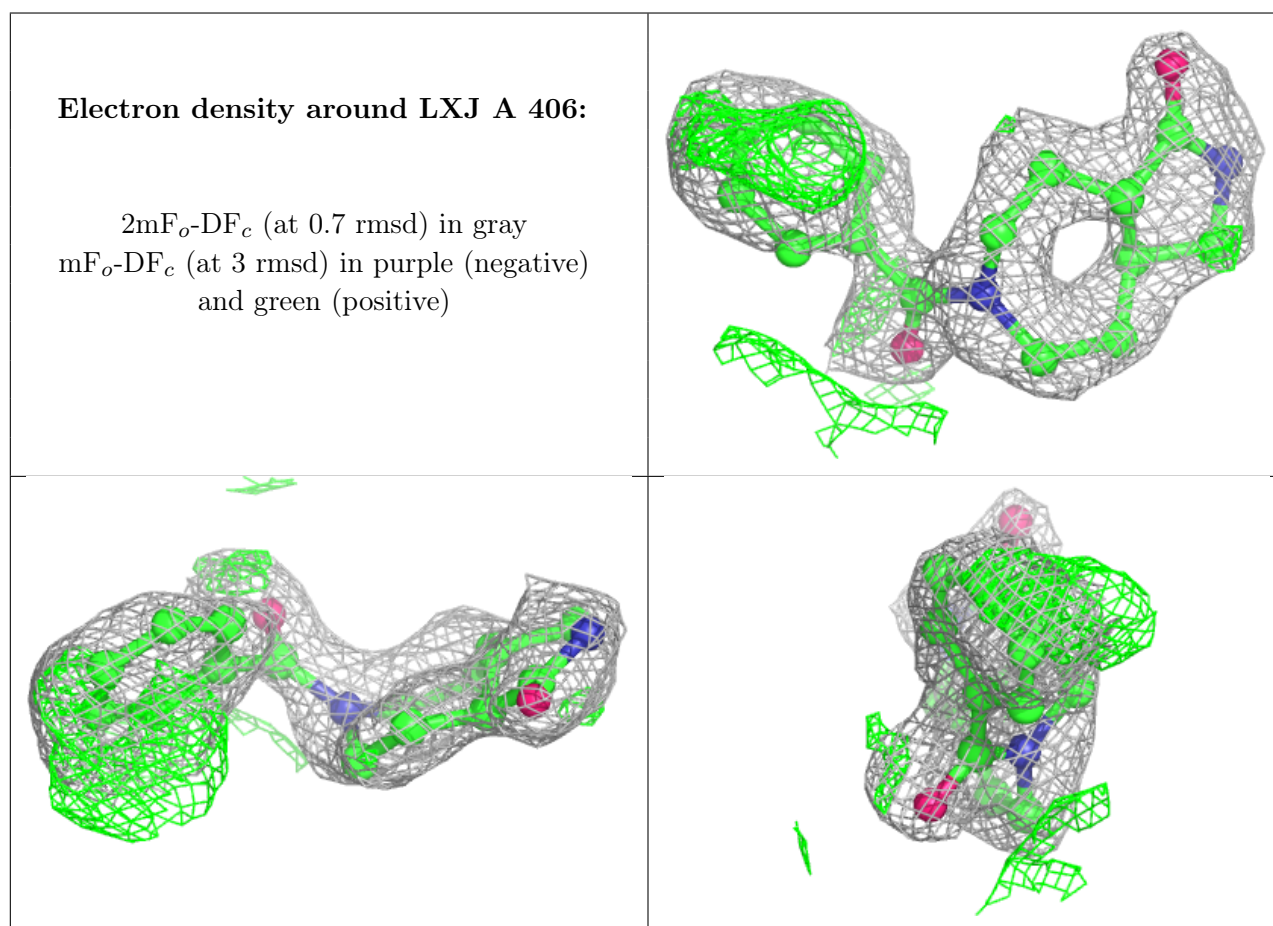 Electron density around LXJ A 406:
2mFo-DFc (at 0.7 rmsd) in gray
mFo-DFc (at 3 rmsd) in purple (negative)
and green (positive)